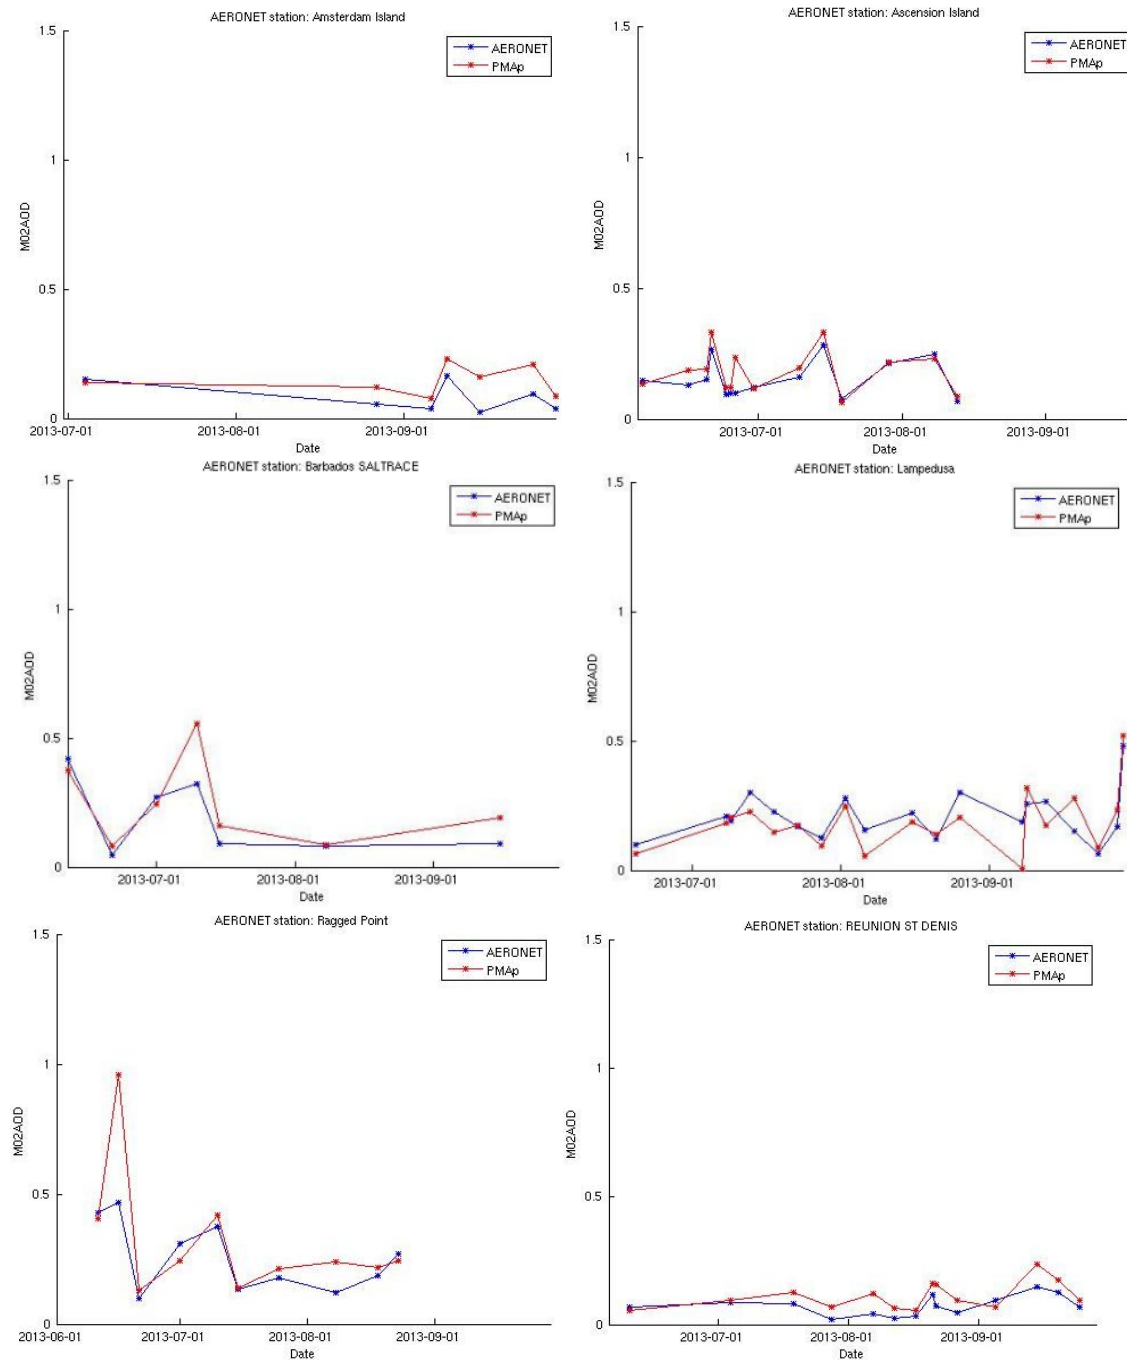 AERONET station: Amsterdam Island
1.5
AERONET
PMAp
1
M02AOD
0.5
0
2013-07-01 2013-08-01 2013-09-01
Date
AERONET station: Ascension Island
1.5
AERONET
PMAp
1
M02AOD
0.5
0
2013-07-01 2013-08-01 2013-09-01
Date
AERONET station: Barbados SALTRACE
1.5
AERONET
PMAp
1
M02AOD
0.5
0
2013-07-01 2013-08-01 2013-09-01
Date
AERONET station: Lampedusa
1.5
AERONET
PMAp
1
M02AOD
0.5
0
2013-07-01 2013-08-01 2013-09-01
Date
AERONET station: Ragged Point
1.5
AERONET
PMAp
1
M02AOD
0.5
0
2013-06-01 2013-07-01 2013-08-01 2013-09-01
Date
AERONET station: REUNION ST DENIS
1.5
AERONET
PMAp
1
M02AOD
0.5
0
2013-07-01 2013-08-01 2013-09-01
Date